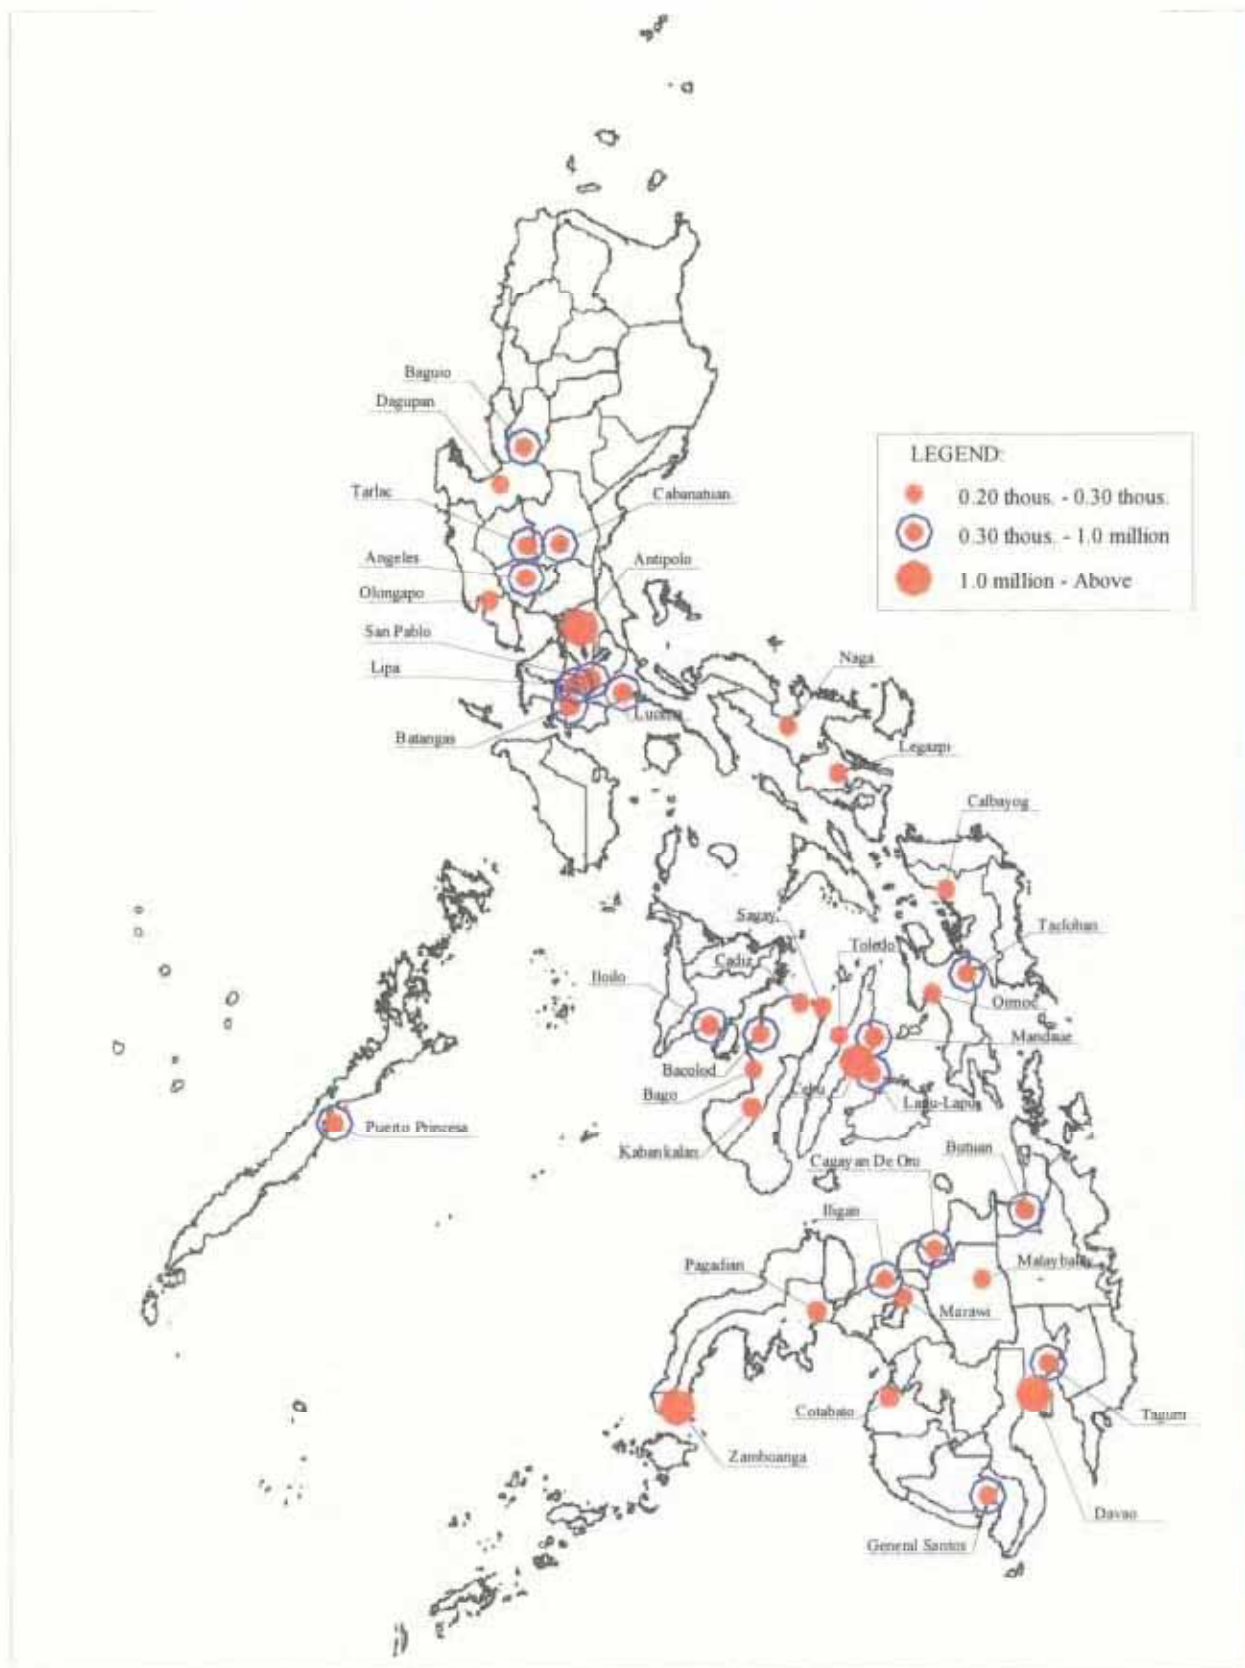 Baguio
Dagupan
LEGEND:
Tarlac
Cabanatuan
0.20 thous. - 0.30 thous.
0.30 thous. - 1.0 million
Angeles
Antipolo
1.0 million - Above
Olongapo
San Pablo
Naga
Lipa
Lucena
Batangas
Legazpi
Calbayog
Sagay
Tacloban
Toledo
Cadiz
Iloilo
Ormoc
Mandaue
Bacolod
Bago
Cebu
Lapu-Lapu
Puerto Princesa
Kabankalan
Butuan
Cagayan De Oro
Iligan
Pagadian
Malaybalay
Marawi
Cotabato
Tagum
Zamboanga
Davao
General Santos